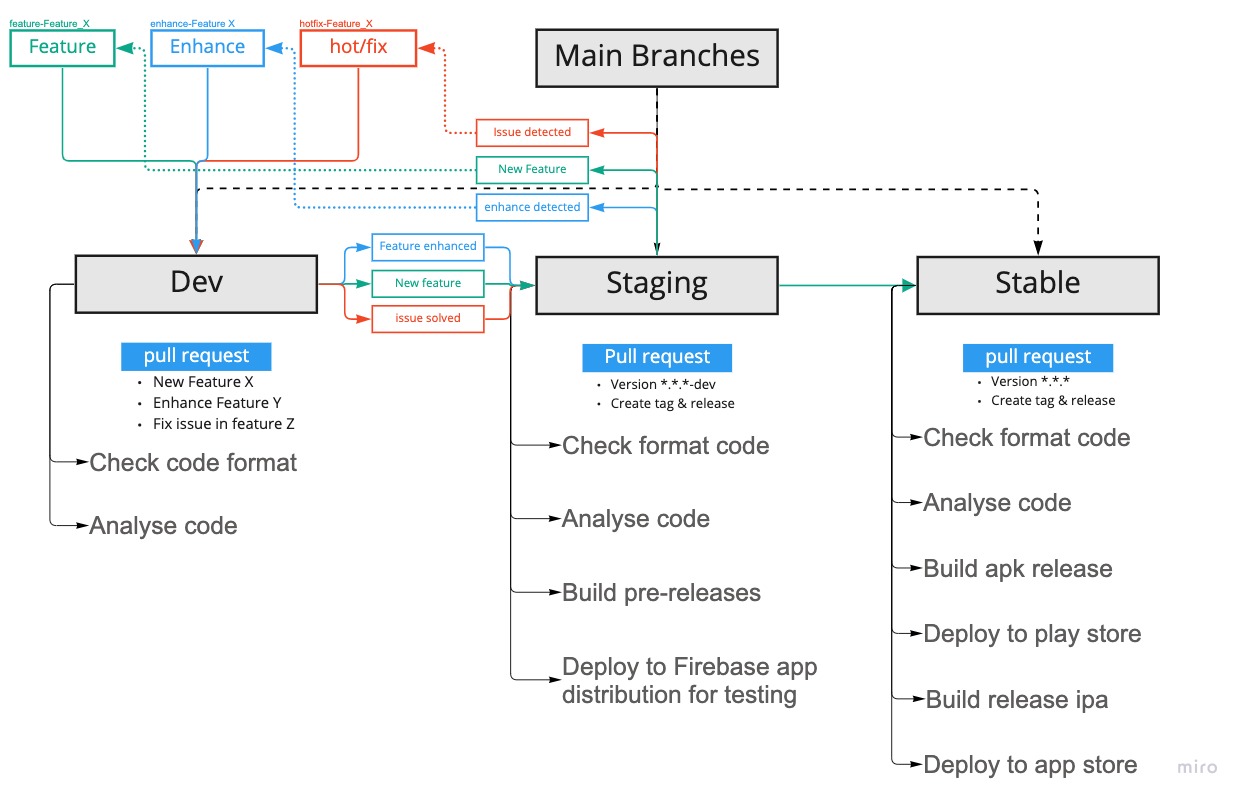 feature-Feature_X
enhance-Feature X
hotfix-Feature_X
Feature
Enhance
hot/fix
Main Branches
Issue detected
New Feature
enhance detected
Dev
Feature enhanced
New feature
issue solved
Staging
Stable
pull request
• New Feature X
• Enhance Feature Y
• Fix issue in feature Z
Check code format
Analyse code
Pull request
• Version *.*.*-dev
• Create tag & release
Check format code
Analyse code
Build pre-releases
Deploy to Firebase app
distribution for testing
pull request
• Version *.*.*
• Create tag & release
Check format code
Analyse code
Build apk release
Deploy to play store
Build release ipa
Deploy to app store
miro